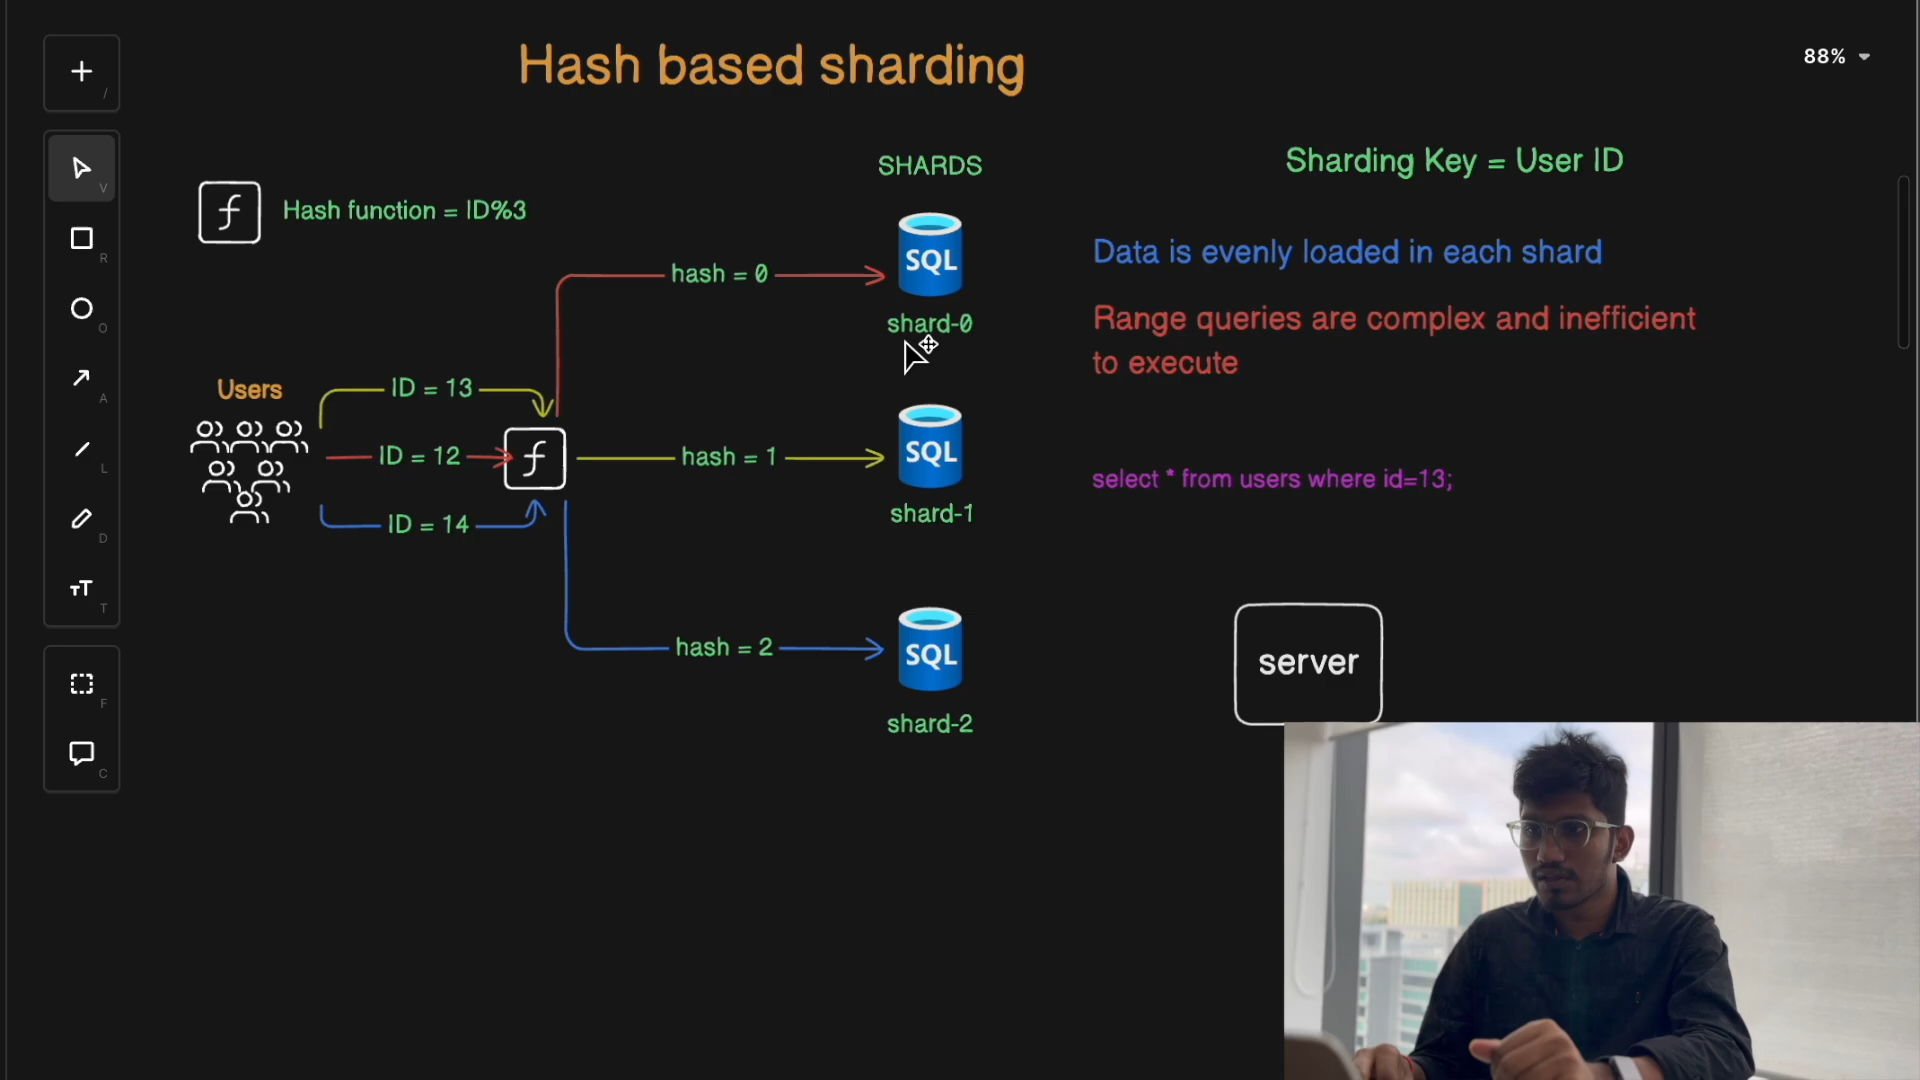 Hash based sharding
88%
/
V
R
O
A
L
D
T
F
C
Hash function = ID%3
Users
ID = 13
ID = 12
ID = 14
hash = 0
hash = 1
hash = 2
SHARDS
SQL
shard-0
SQL
shard-1
SQL
shard-2
Sharding Key = User ID
Data is evenly loaded in each shard
Range queries are complex and inefficient
to execute
select * from users where id=13;
server